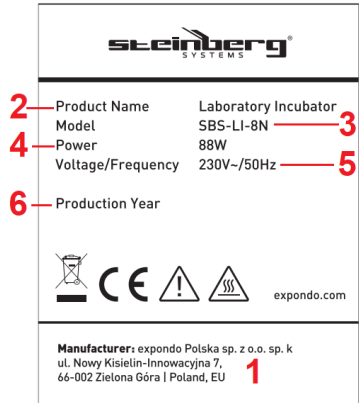 steinberg®
SYSTEMS
2 Product Name Laboratory Incubator
Model SBS-LI-8N 3
4 Power 88W
Voltage/Frequency 230V~/50Hz 5
6 Production Year
CE
expondo.com
Manufacturer: expondo Polska sp. z o.o. sp. k
ul. Nowy Kisielin-Innowacyjna 7,
66-002 Zielona Góra | Poland, EU 1